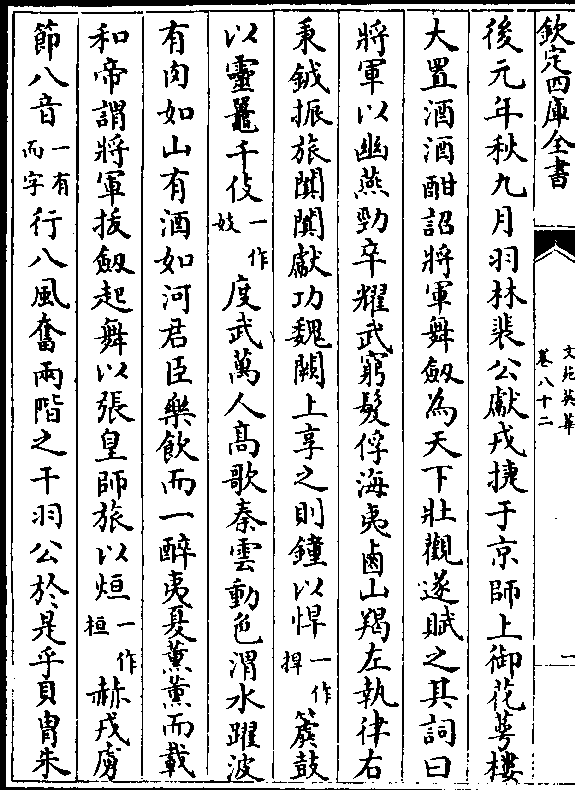 欽定四庫全書
文苑英華
卷八十二
一
後元年秋九月羽林裴公獻戎捷于京師上御花萼樓
大置酒酒酣詔將軍舞劔為天下壯觀遂賦之其詞曰
將軍以幽燕勁卒耀武窮髮俘海夷鹵山羯左執律右
秉鉞振旅闐闐獻功魏闕上享之則鐘以悍一作捍簴鼓
以靈鼉千伎一作妓度武萬人髙歌秦雲動色渭水躍波
有肉如山有酒如河君臣樂飲而一醉夷夏薰薰而載
和帝謂將軍拔劔起舞以張皇師旅以烜一作桓赫戎虜
節八音一有而字行八風奮兩階之干羽公於是乎貝胄朱